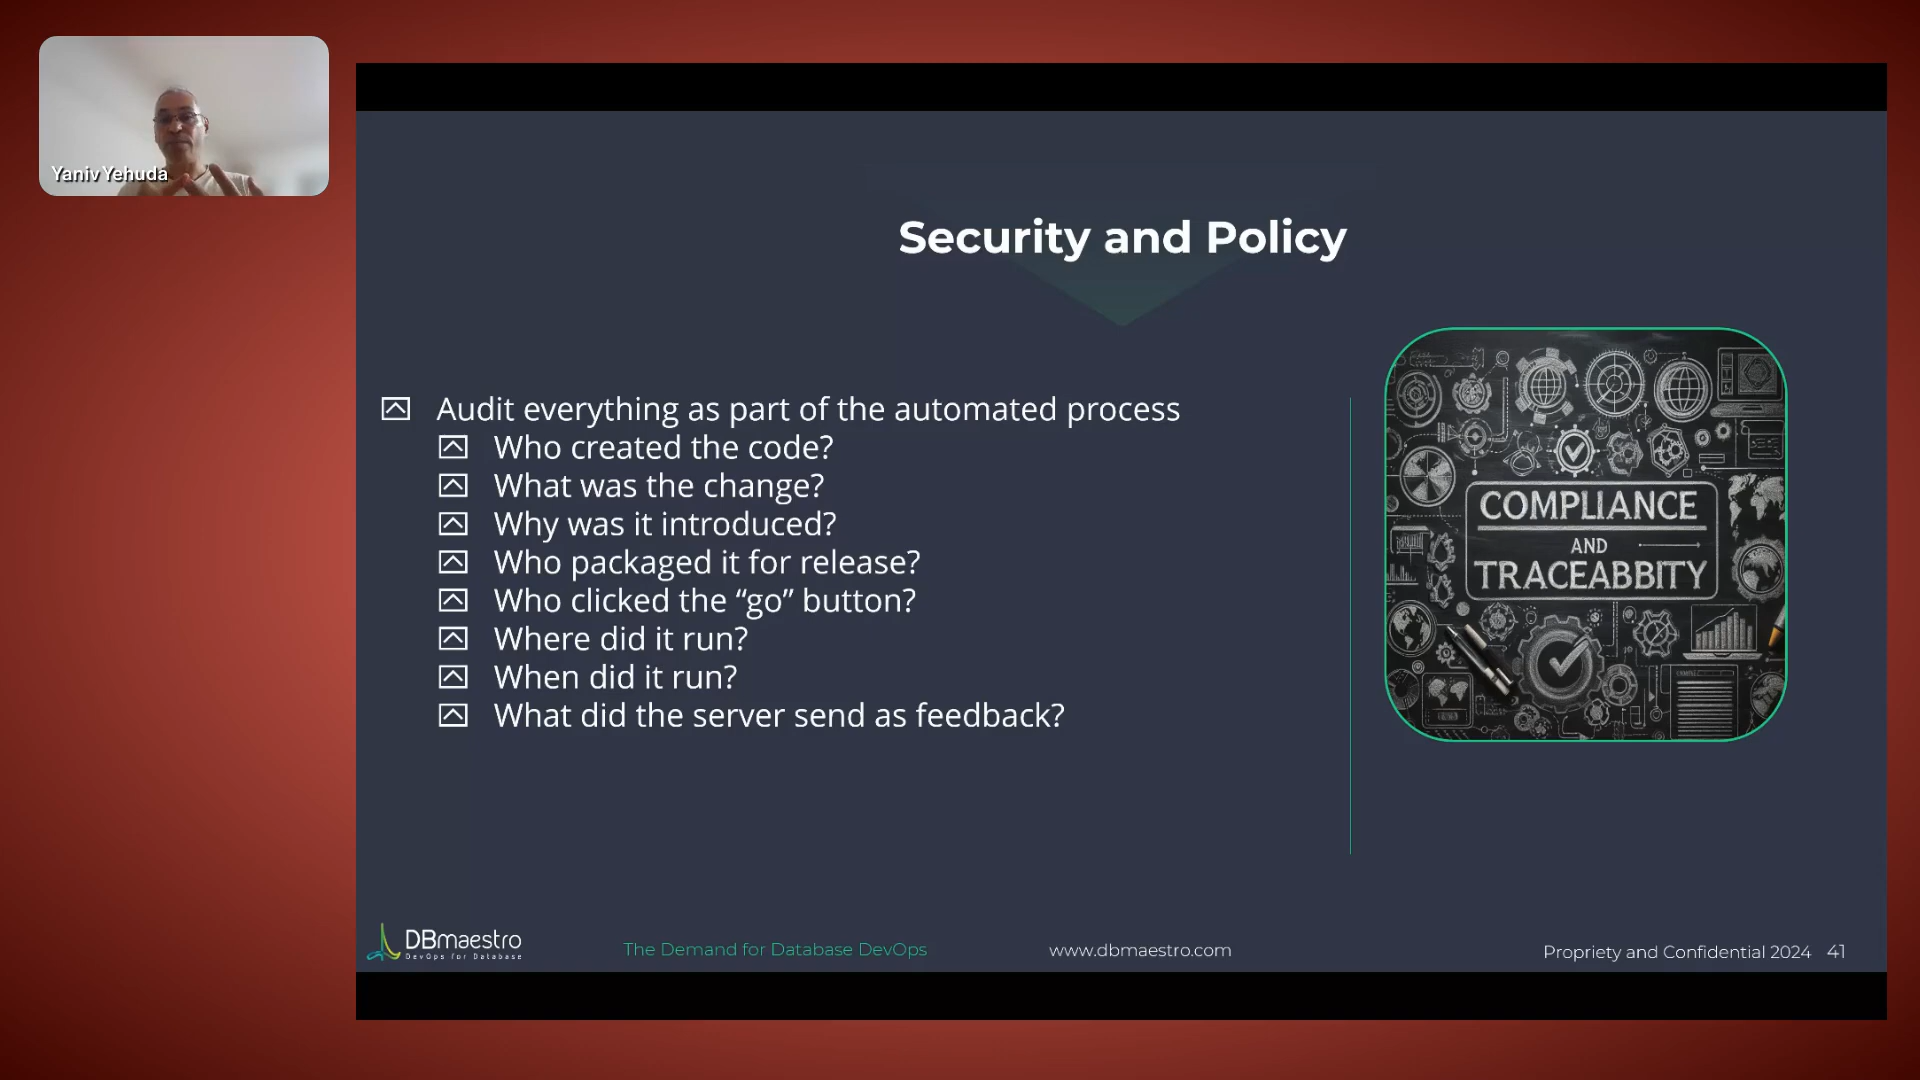 Yaniv Yehuda
Security and Policy
Audit everything as part of the automated process
Who created the code?
What was the change?
Why was it introduced?
Who packaged it for release?
Who clicked the “go” button?
Where did it run?
When did it run?
What did the server send as feedback?
COMPLIANCE
AND
TRACEABBITY
DBmaestro
DevOps for Database
The Demand for Database DevOps
www.dbmaestro.com
Propriety and Confidential 2024 41